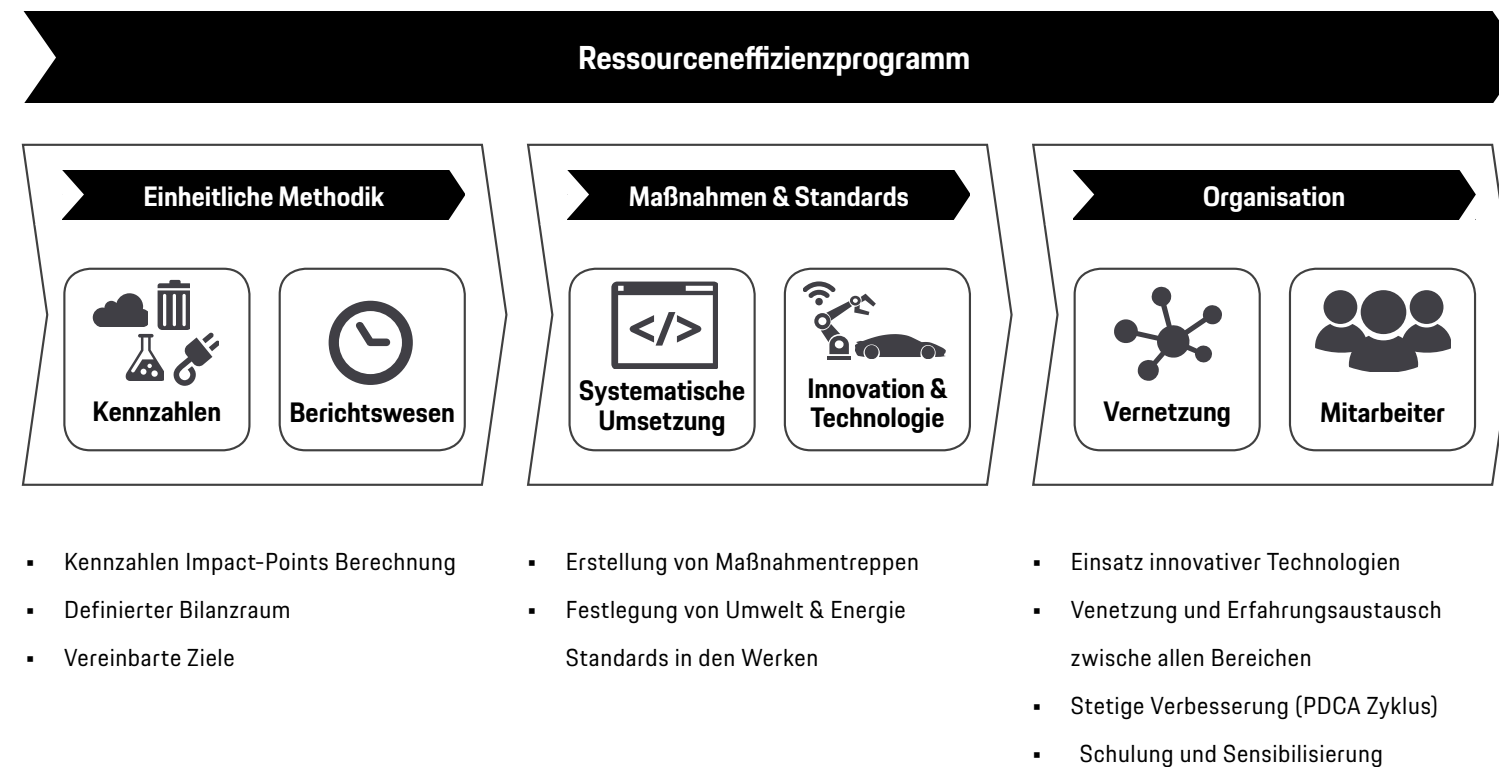 Ressourceneffizienzprogramm
Einheitliche Methodik
Kennzahlen
Berichtswesen
Maßnahmen & Standards
</>
Systematische
Umsetzung
Innovation &
Technologie
Organisation
Vernetzung
Mitarbeiter
▪ Kennzahlen Impact-Points Berechnung
▪ Definierter Bilanzraum
▪ Vereinbarte Ziele
▪ Erstellung von Maßnahmentreppen
▪ Festlegung von Umwelt & Energie
Standards in den Werken
▪ Einsatz innovativer Technologien
▪ Venetzung und Erfahrungsaustausch
zwische allen Bereichen
▪ Stetige Verbesserung (PDCA Zyklus)
▪ Schulung und Sensibilisierung